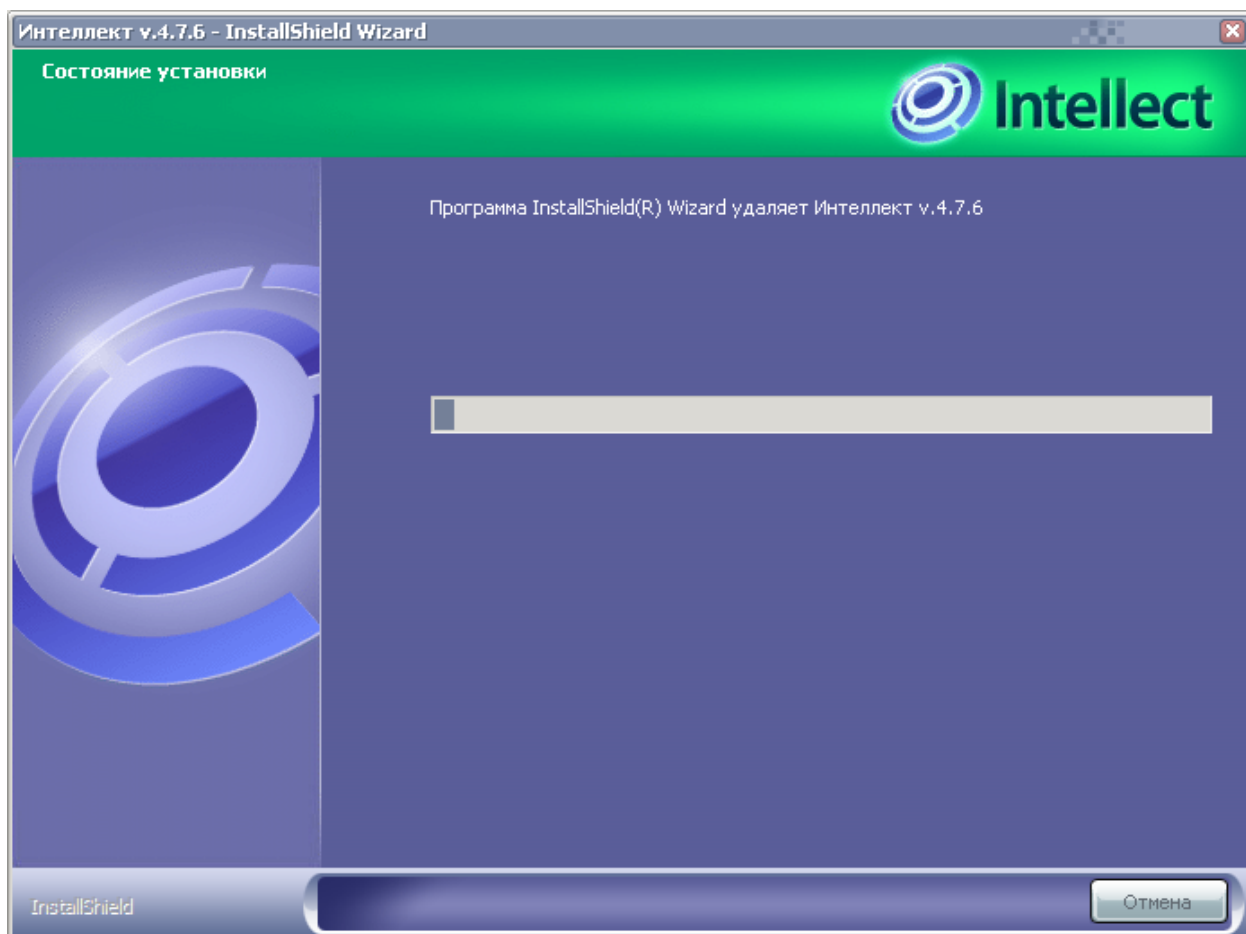 Интеллект v.4.7.6 - InstallShield Wizard
Состояние установки
Intellect
Программа InstallShield(R) Wizard удаляет Интеллект v.4.7.6
InstallShield
Отмена